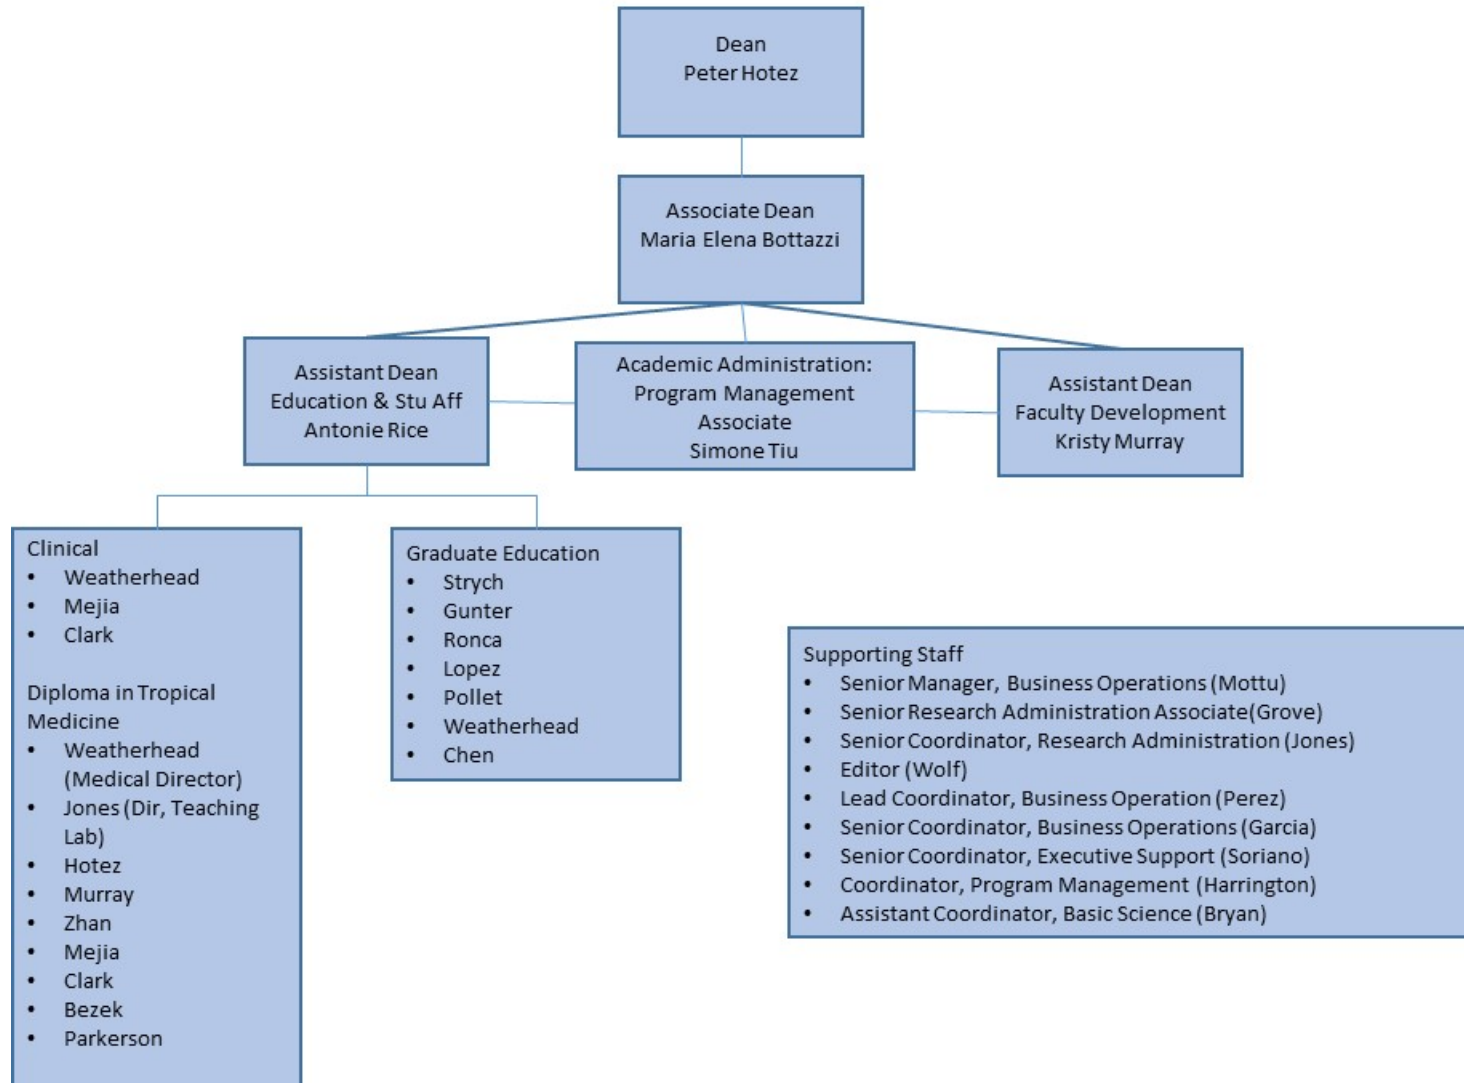 Dean
Peter Hotez
Associate Dean
Maria Elena Bottazzi
Assistant Dean
Education & Stu Aff
Antonie Rice
Academic Administration:
Program Management
Associate
Simone Tiu
Assistant Dean
Faculty Development
Kristy Murray
Clinical
• Weatherhead
• Mejia
• Clark
Diploma in Tropical
Medicine
• Weatherhead
(Medical Director)
• Jones (Dir, Teaching
Lab)
• Hotez
• Murray
• Zhan
• Mejia
• Clark
• Bezek
• Parkerson
Graduate Education
• Strych
• Gunter
• Ronca
• Lopez
• Pollet
• Weatherhead
• Chen
Supporting Staff
• Senior Manager, Business Operations (Mottu)
• Senior Research Administration Associate(Grove)
• Senior Coordinator, Research Administration (Jones)
• Editor (Wolf)
• Lead Coordinator, Business Operation (Perez)
• Senior Coordinator, Business Operations (Garcia)
• Senior Coordinator, Executive Support (Soriano)
• Coordinator, Program Management (Harrington)
• Assistant Coordinator, Basic Science (Bryan)